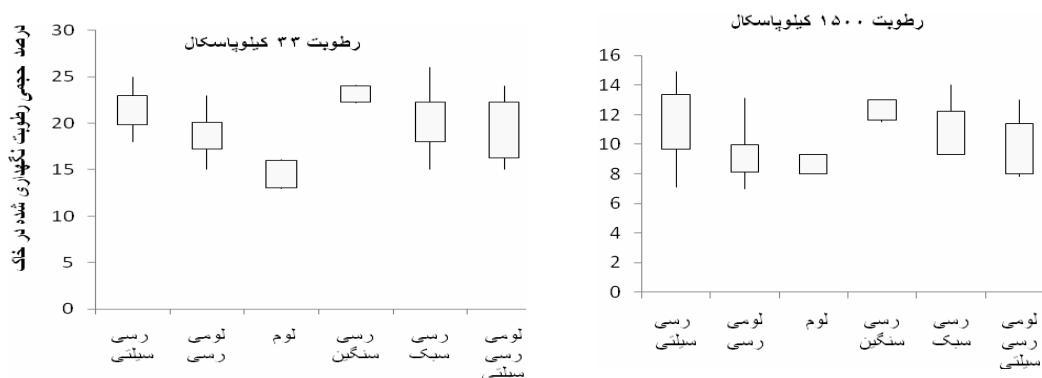 رطوبت ۳۳ کیلوپاسکال
درصد حجمی رطوبت نگهداری شده در خاک
30
25
20
15
10
5
0
رسی سیلتی
لومی رسی
لوم
رسی سنگین
رسی سبک
لومی رسی سیلتی
رطوبت ۱۵۰۰ کیلوپاسکال
16
14
12
10
8
6
4
2
0
رسی سیلتی
لومی رسی
لوم
رسی سنگین
رسی سبک
لومی رسی سیلتی